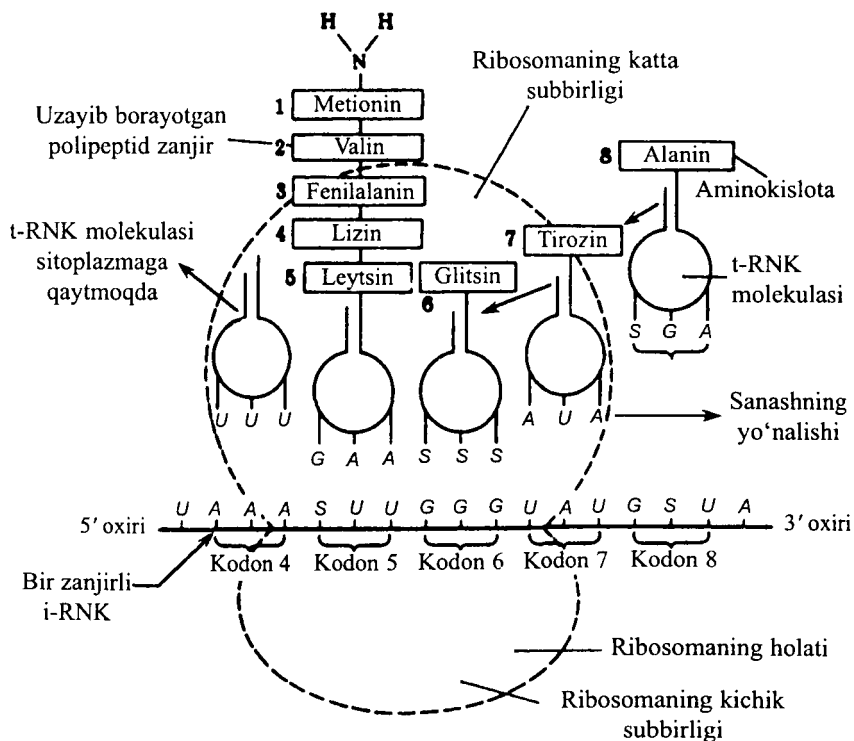 H H
N
Ribosomaning katta
subbirligi
1 Metionin
Uzayib borayotgan
polipeptid zanjir
2 Valin
8 Alanin
3 Fenilalanin
Aminokislota
t-RNK molekulasi
sitoplazmaga
qaytmoqda
4 Lizin
7 Tirozin
5 Leytsin
Glitsin
6
t-RNK
molekulasi
S G A
U U U
A U A
Sanashning
yo‘nalishi
G A A
S S S
5′ oxiri
U A A A S U U G G G U A U G S U A
3′ oxiri
Kodon 4 Kodon 5 Kodon 6 Kodon 7 Kodon 8
Bir zanjirli
i-RNK
Ribosomaning holati
Ribosomaning kichik
subbirligi